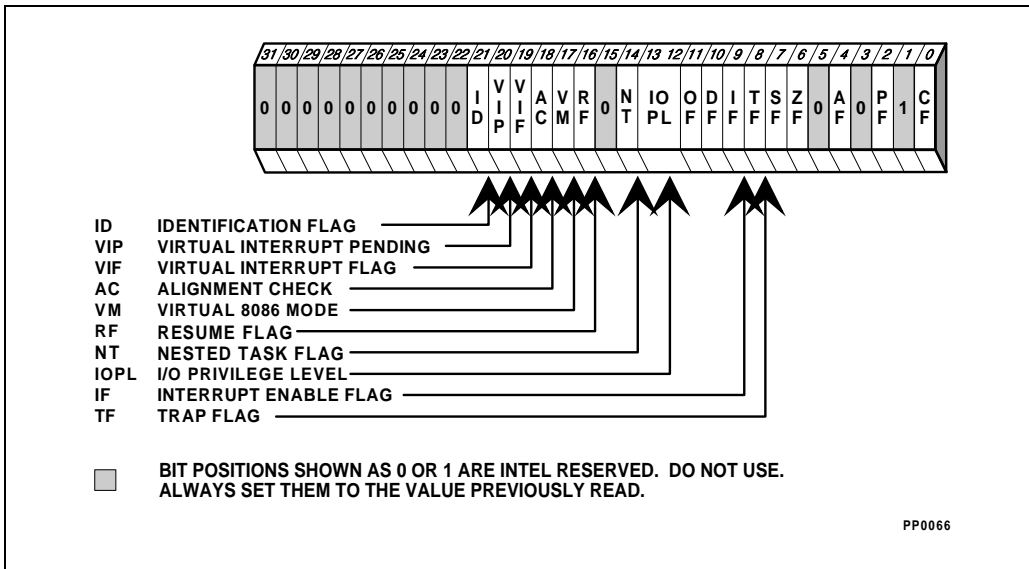 31 30 29 28 27 26 25 24 23 22 21 20 19 18 17 16 15 14 13 12 11 10 9 8 7 6 5 4 3 2 1 0
0 0 0 0 0 0 0 0 0 0 ID VIP VIF AC VM RF 0 NT IOPL OF DF IF TF SF ZF 0 AF 0 PF 1 CF
ID IDENTIFICATION FLAG
VIP VIRTUAL INTERRUPT PENDING
VIF VIRTUAL INTERRUPT FLAG
AC ALIGNMENT CHECK
VM VIRTUAL 8086 MODE
RF RESUME FLAG
NT NESTED TASK FLAG
IOPL I/O PRIVILEGE LEVEL
IF INTERRUPT ENABLE FLAG
TF TRAP FLAG
BIT POSITIONS SHOWN AS 0 OR 1 ARE INTEL RESERVED. DO NOT USE.
ALWAYS SET THEM TO THE VALUE PREVIOUSLY READ.
PP0066